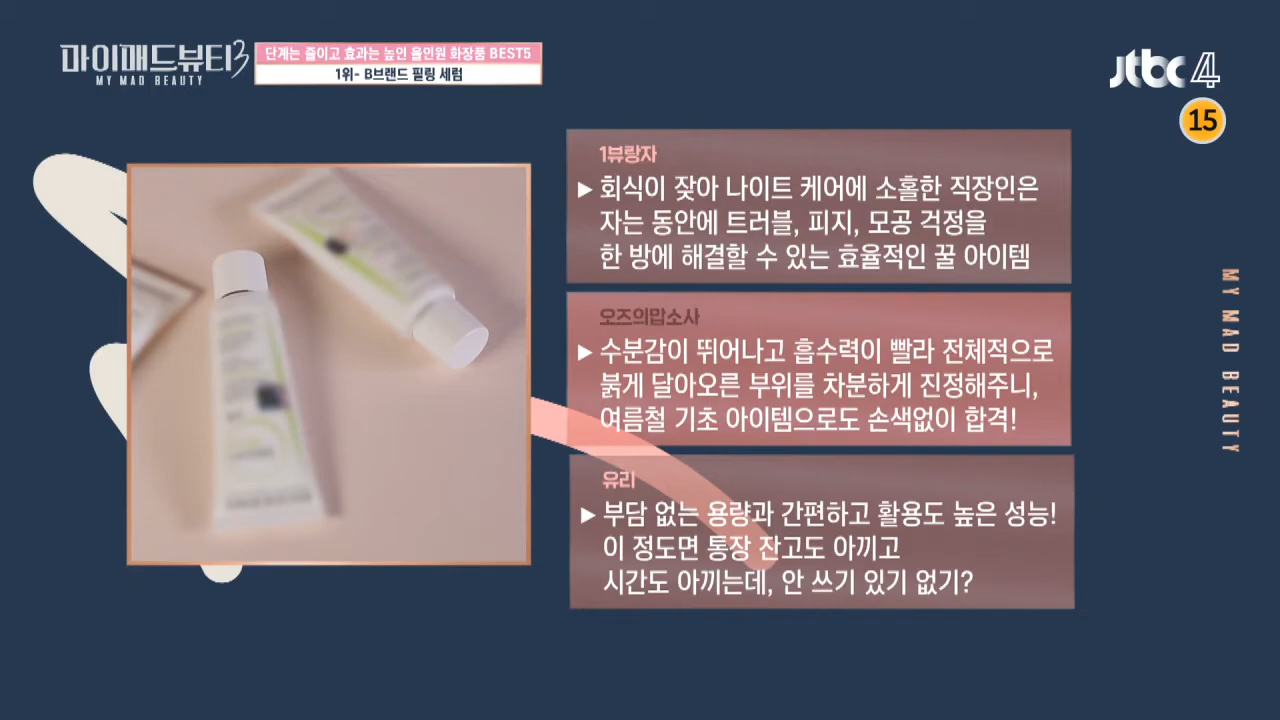 마이매드뷰티3
MY MAD BEAUTY
단계는 줄이고 효과는 높인 올인원 화장품 BEST5
1위- B브랜드 필링 세럼
jtbc 4
15
1뷰랑자
▶ 회식이 잦아 나이트 케어에 소홀한 직장인은
자는 동안에 트러블, 피지, 모공 걱정을
한 방에 해결할 수 있는 효율적인 꿀 아이템
오즈의맙소사
▶ 수분감이 뛰어나고 흡수력이 빨라 전체적으로
붉게 달아오른 부위를 차분하게 진정해주니,
여름철 기초 아이템으로도 손색없이 합격!
유리
▶ 부담 없는 용량과 간편하고 활용도 높은 성능!
이 정도면 통장 잔고도 아끼고
시간도 아끼는데, 안 쓰기 있기 없기?
MY MAD BEAUTY